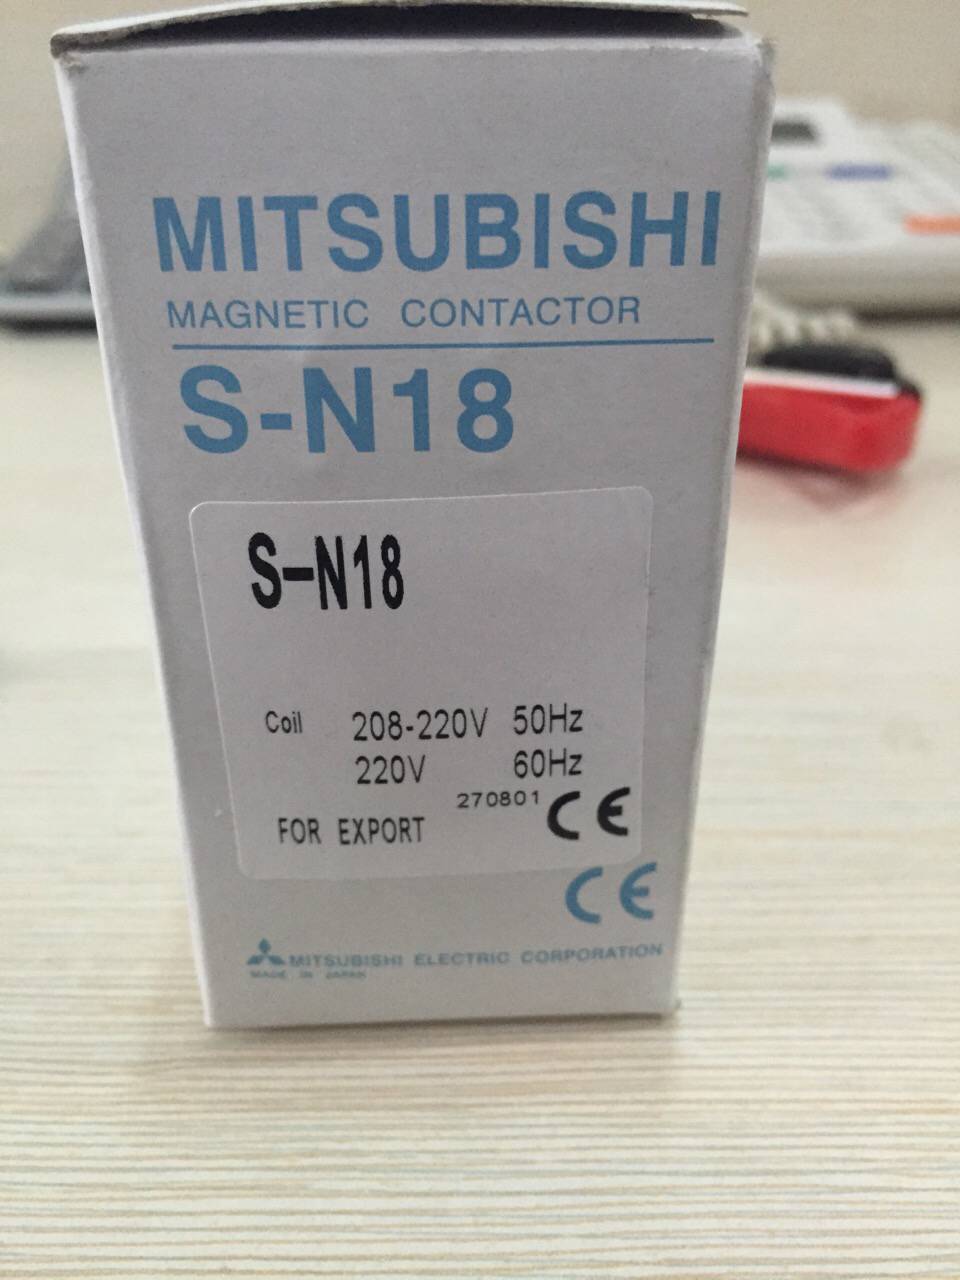 MITSUBISHI
MAGNETIC CONTACTOR
S-N18
S-N18
Coil 208-220V 50Hz
220V 60Hz
270801 CE
FOR EXPORT
CE
MITSUBISHI ELECTRIC CORPORATION
MADE IN JAPAN